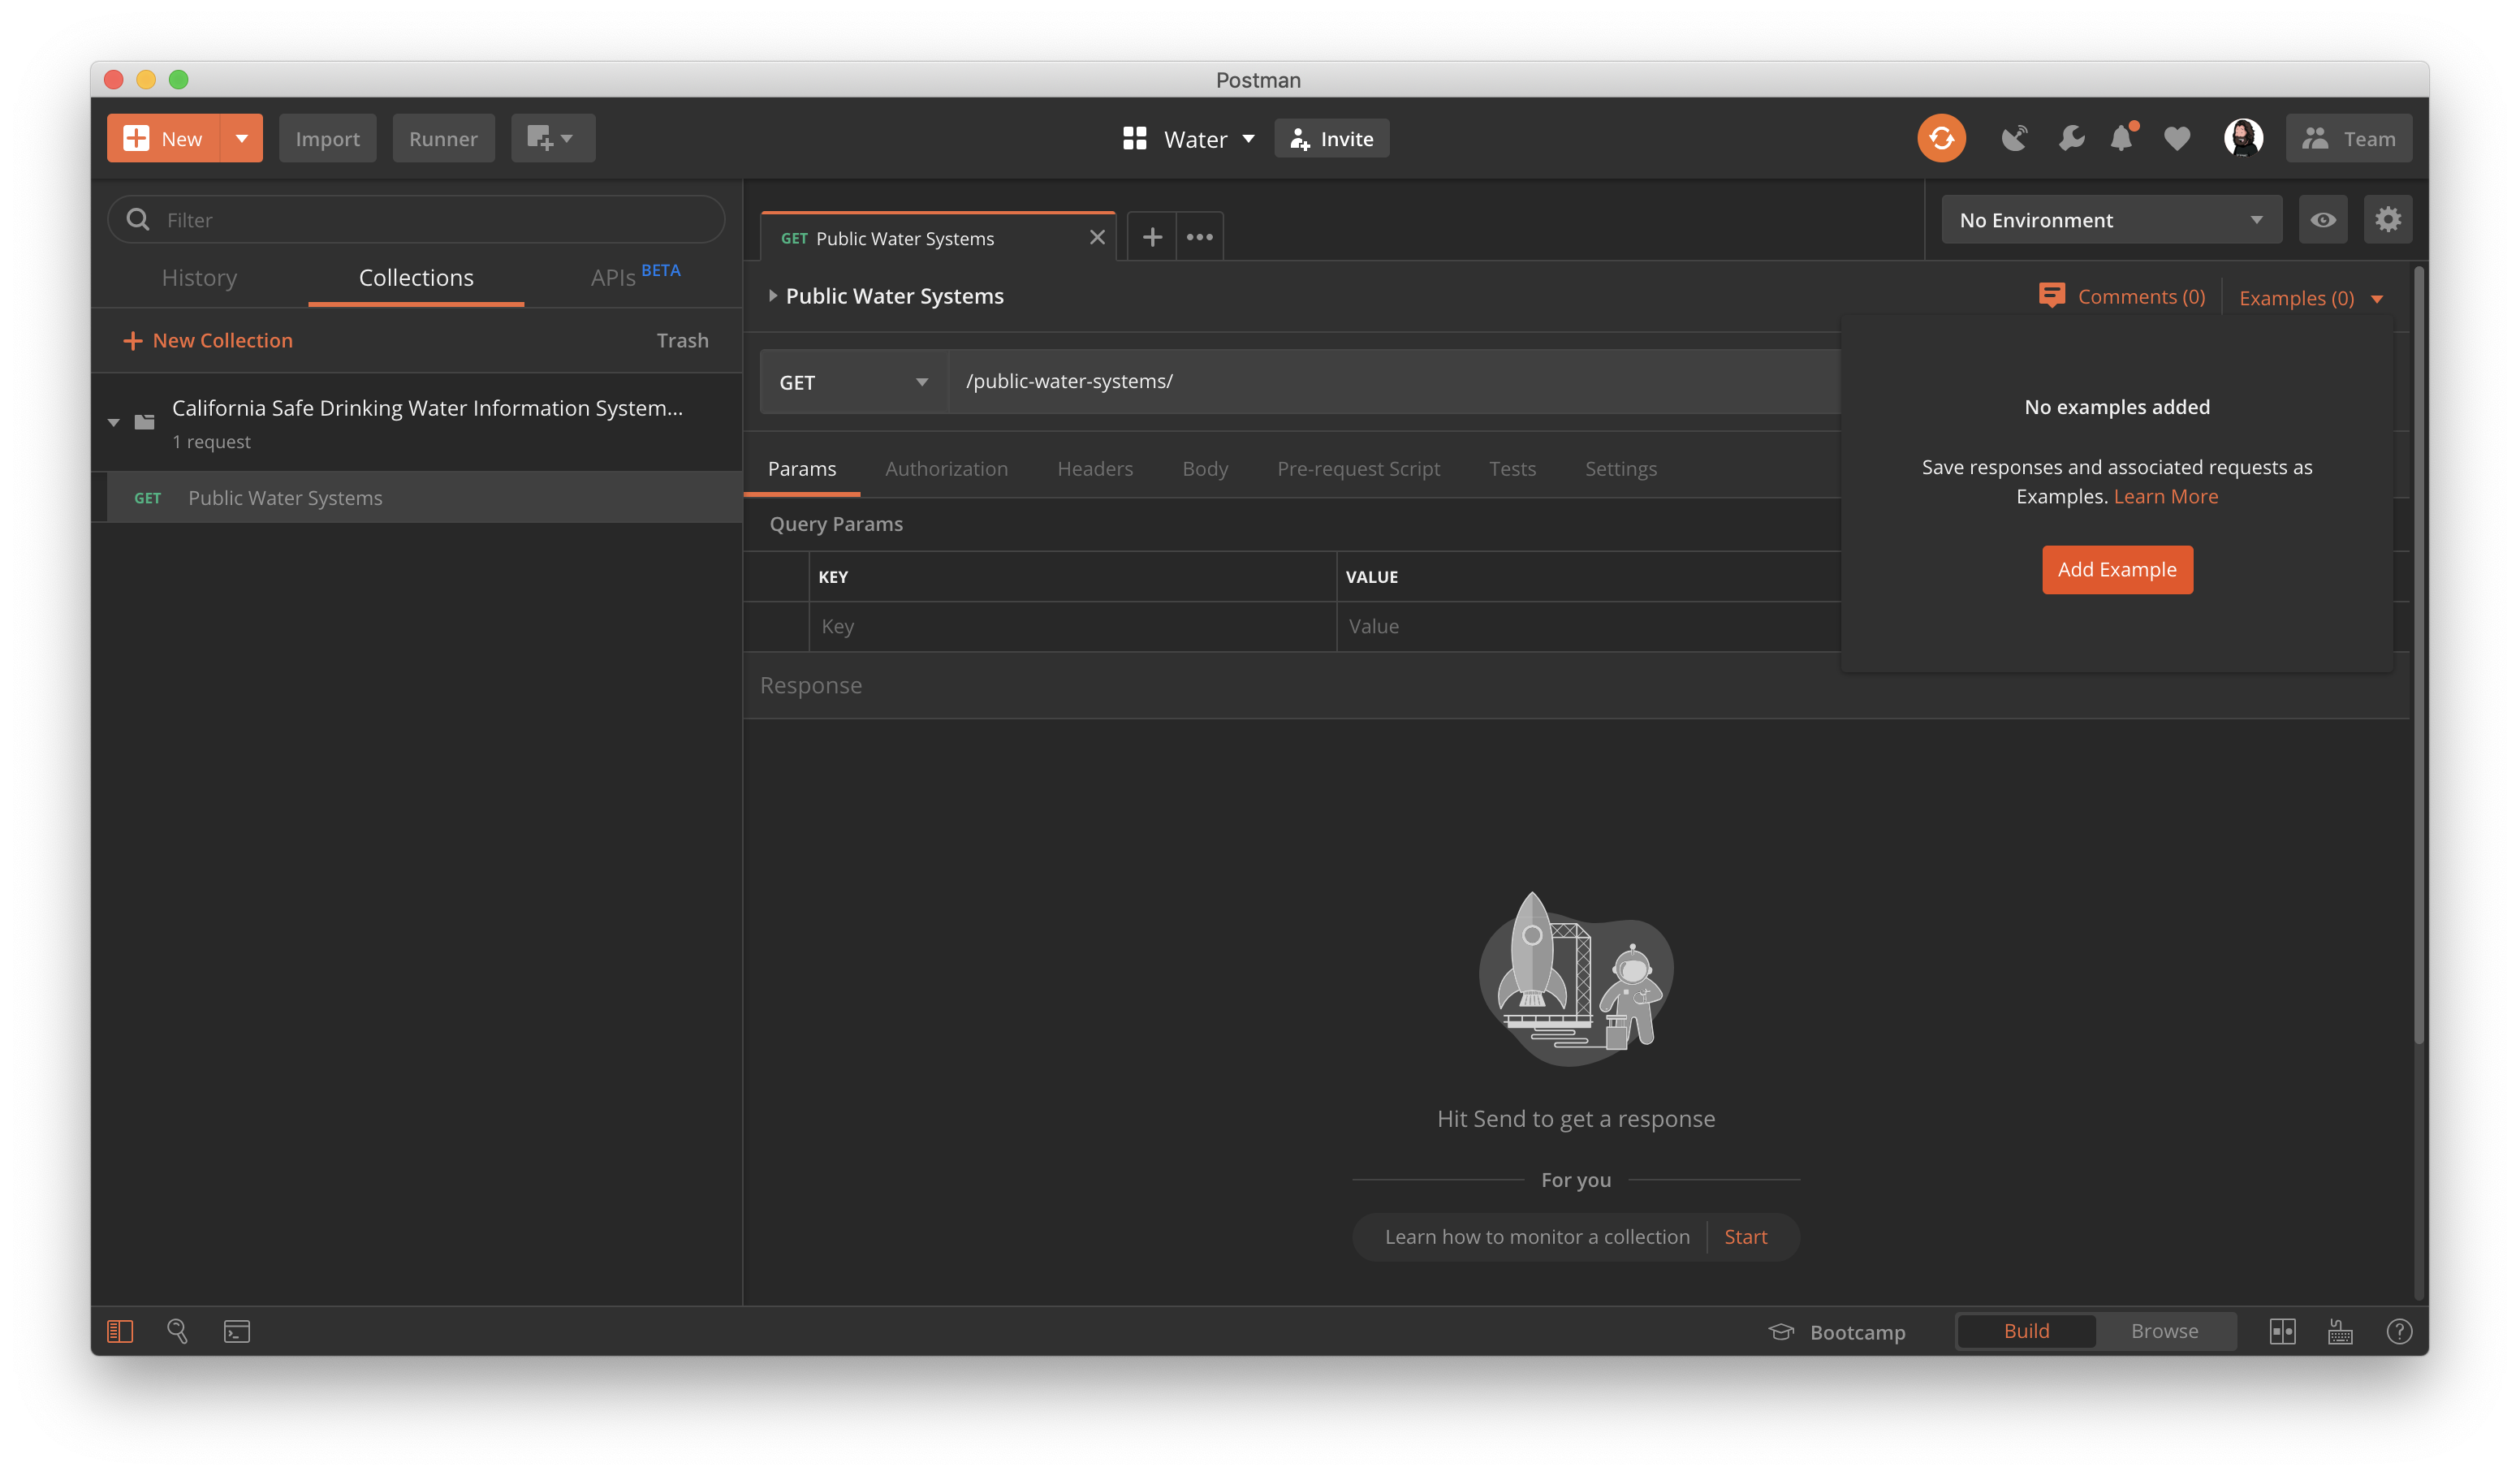 Postman
New
Import
Runner
Water
Invite
Team
Filter
History
Collections
APIs BETA
New Collection
Trash
California Safe Drinking Water Information System...
1 request
GET Public Water Systems
GET Public Water Systems
No Environment
Public Water Systems
Comments (0)
Examples (0)
GET
/public-water-systems/
No examples added
Save responses and associated requests as
Examples. Learn More
Add Example
Params
Authorization
Headers
Body
Pre-request Script
Tests
Settings
Query Params
KEY
VALUE
Key
Value
Response
Hit Send to get a response
For you
Learn how to monitor a collection
Start
Bootcamp
Build
Browse